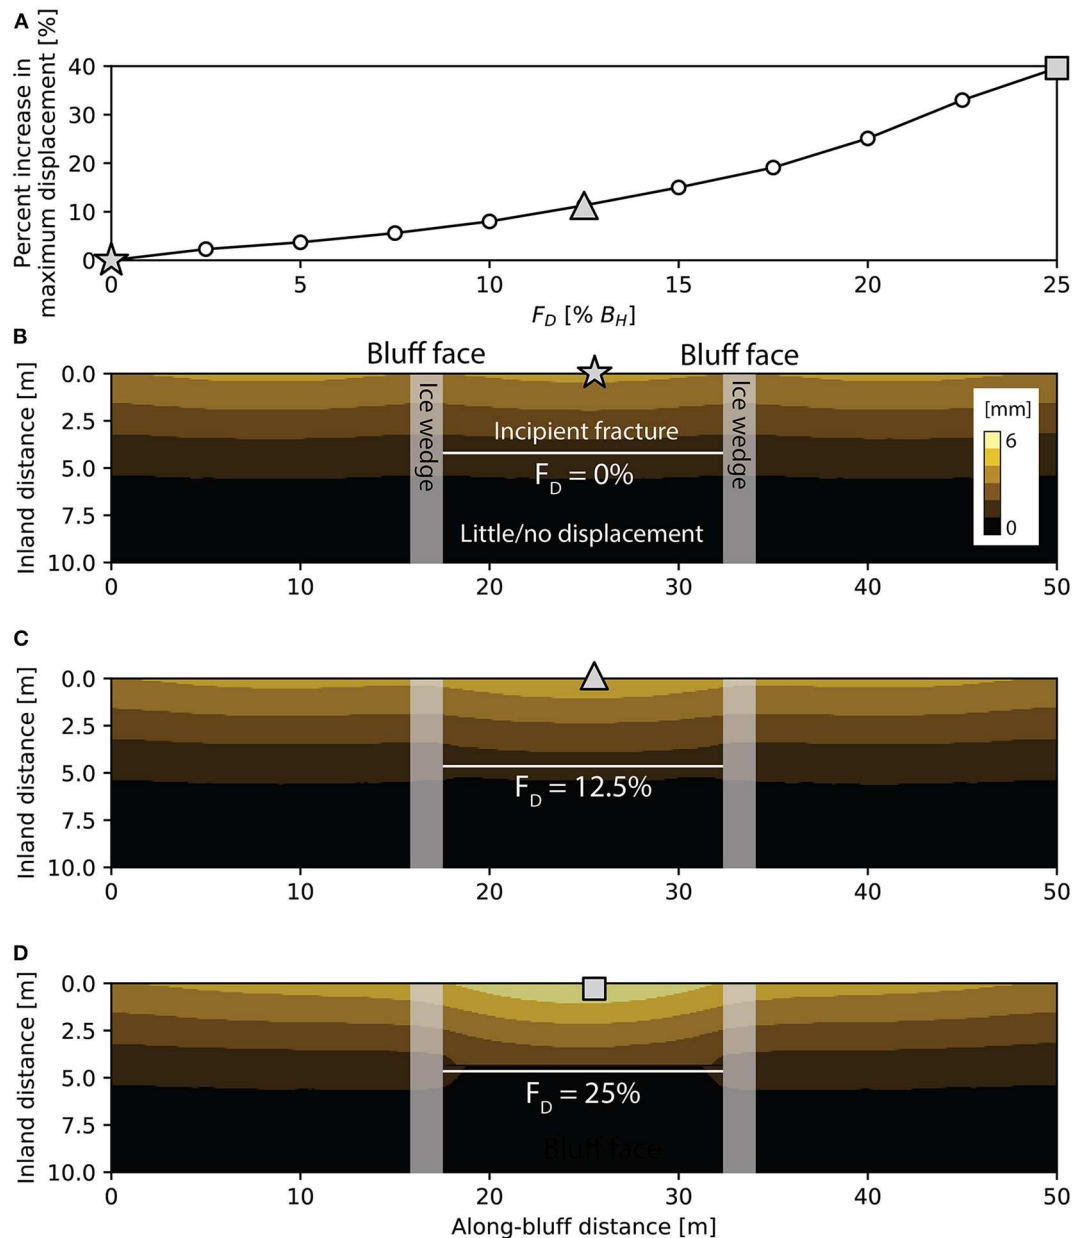 A
Percent increase in
maximum displacement [%]
40
30
20
10
0
0 5 10 15 20 25
F_D [% B_H]
B
Bluff face Bluff face
Inland distance [m]
0.0
2.5
5.0
7.5
10.0
Ice wedge
Ice wedge
Incipient fracture
F_D = 0%
Little/no displacement
[mm]
6
0
0 10 20 30 40 50
C
Inland distance [m]
0.0
2.5
5.0
7.5
10.0
F_D = 12.5%
0 10 20 30 40 50
D
Inland distance [m]
0.0
2.5
5.0
7.5
10.0
F_D = 25%
Bluff face
0 10 20 30 40 50
Along-bluff distance [m]